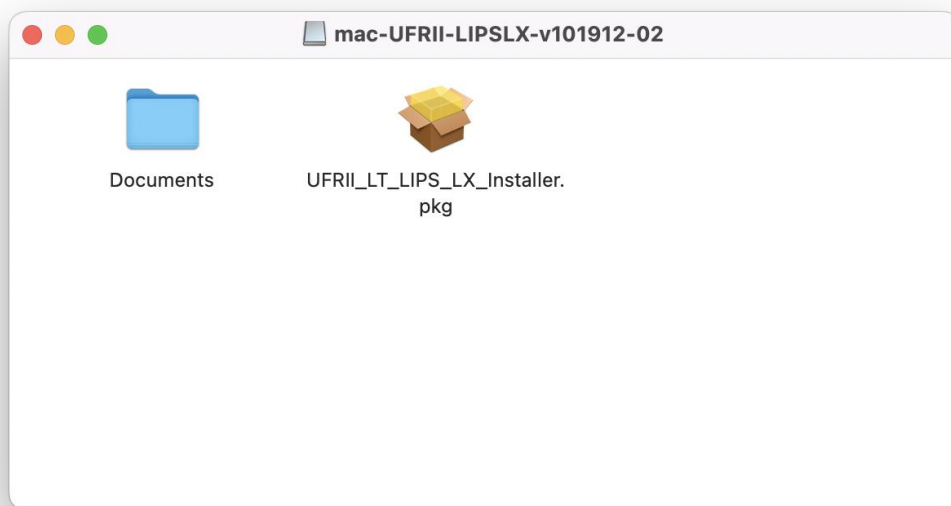 mac-UFRII-LIPSLX-v101912-02
Documents
UFRII_LT_LIPS_LX_Installer.
pkg